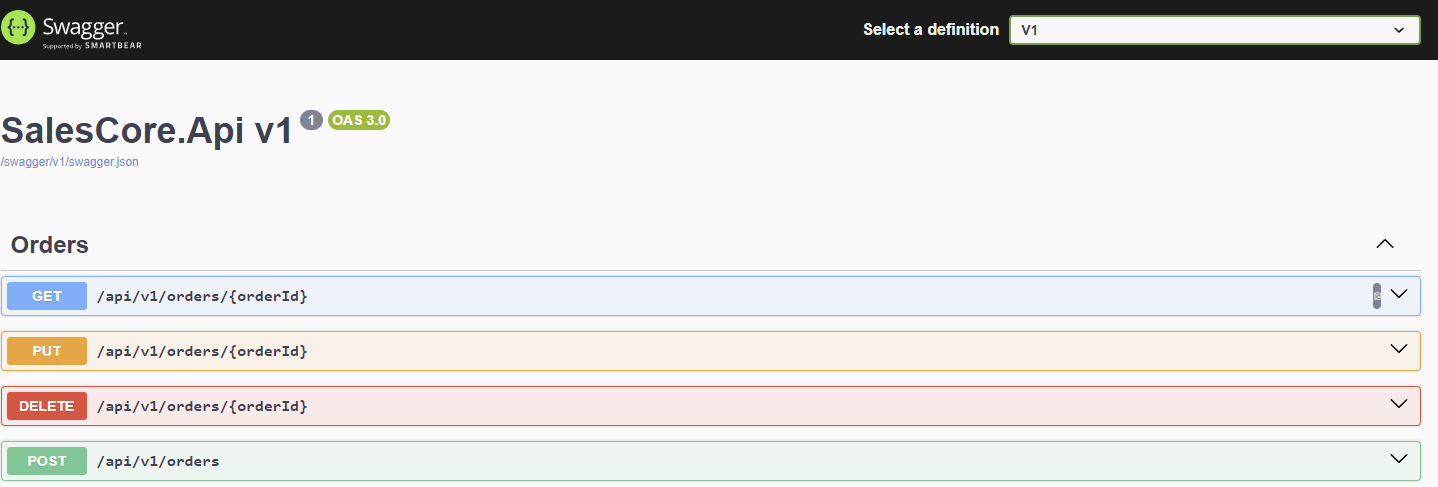 Swagger
Supported by SMARTBEAR
Select a definition
V1
SalesCore.Api v1 1 OAS 3.0
/swagger/v1/swagger.json
Orders
GET /api/v1/orders/{orderId}
PUT /api/v1/orders/{orderId}
DELETE /api/v1/orders/{orderId}
POST /api/v1/orders